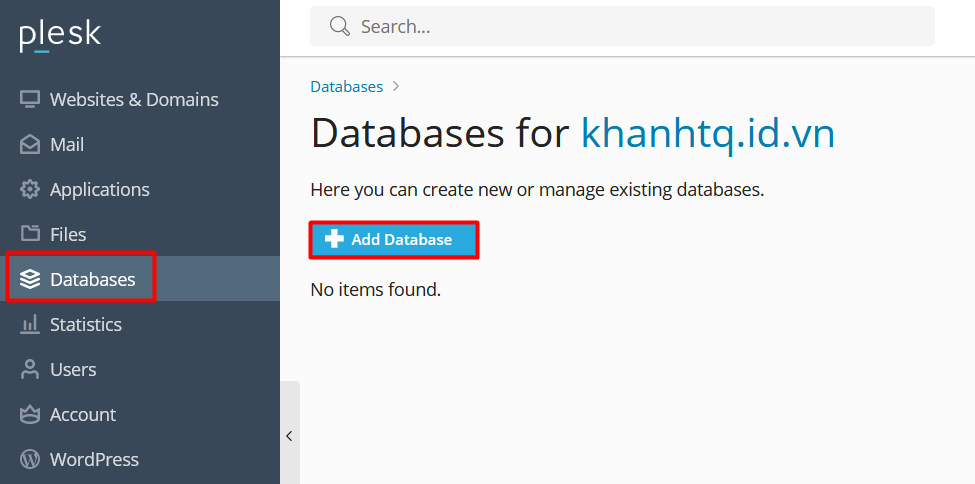 plesk
Search...
Websites & Domains
Mail
Applications
Files
Databases
Statistics
Users
Account
WordPress
Databases
Databases for khanhtq.id.vn
Here you can create new or manage existing databases.
Add Database
No items found.